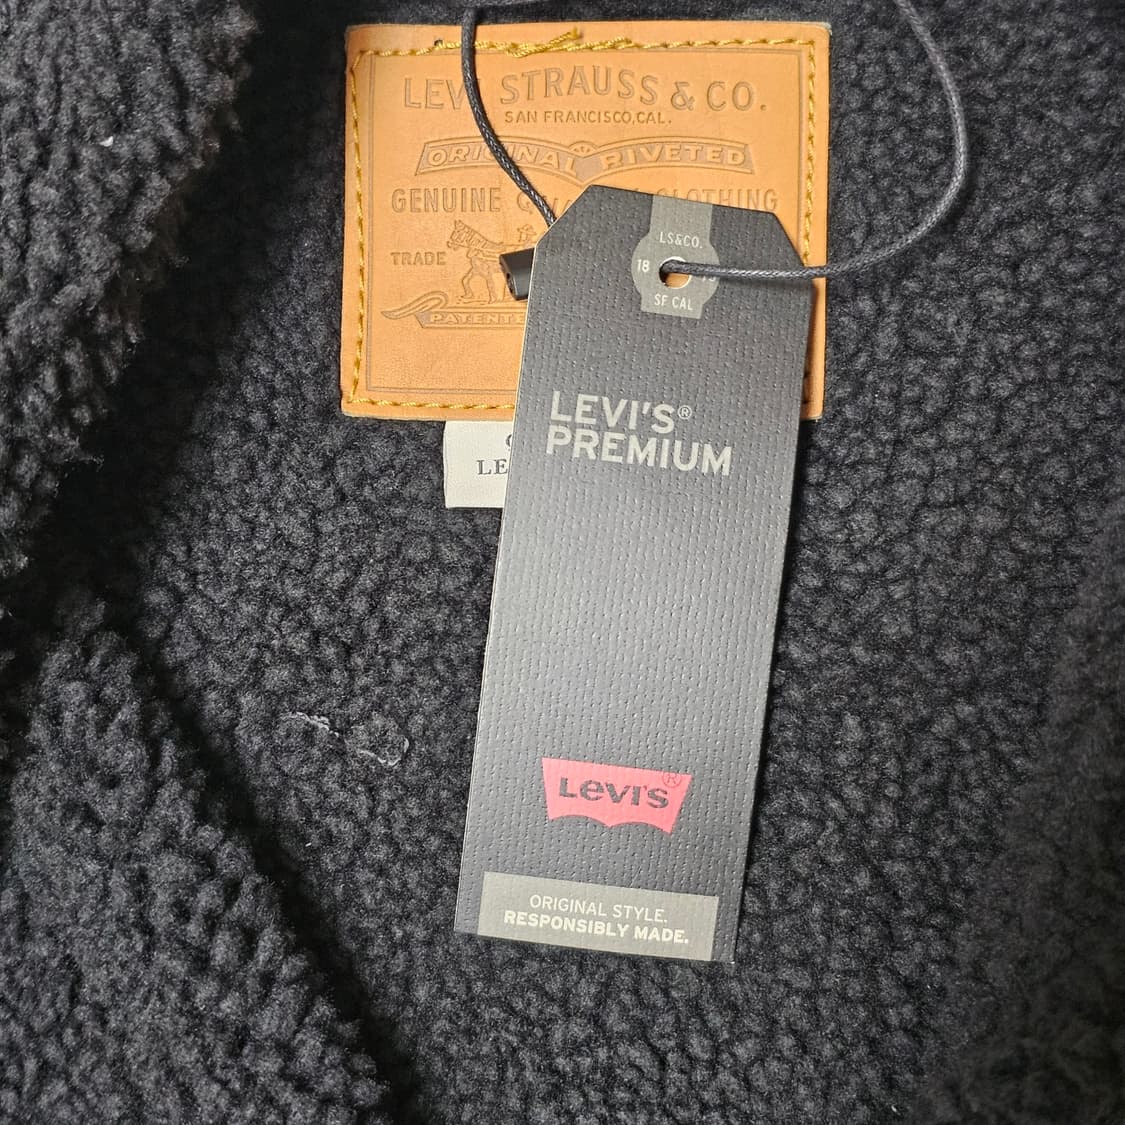 LEVI STRAUSS & CO.
SAN FRANCISCO, CAL.
ORIGINAL RIVETED
GENUINE CLOTHING
TRADE
LS&CO.
18
SF CAL
LEVI'S®
PREMIUM
Levi's®
ORIGINAL STYLE.
RESPONSIBLY MADE.